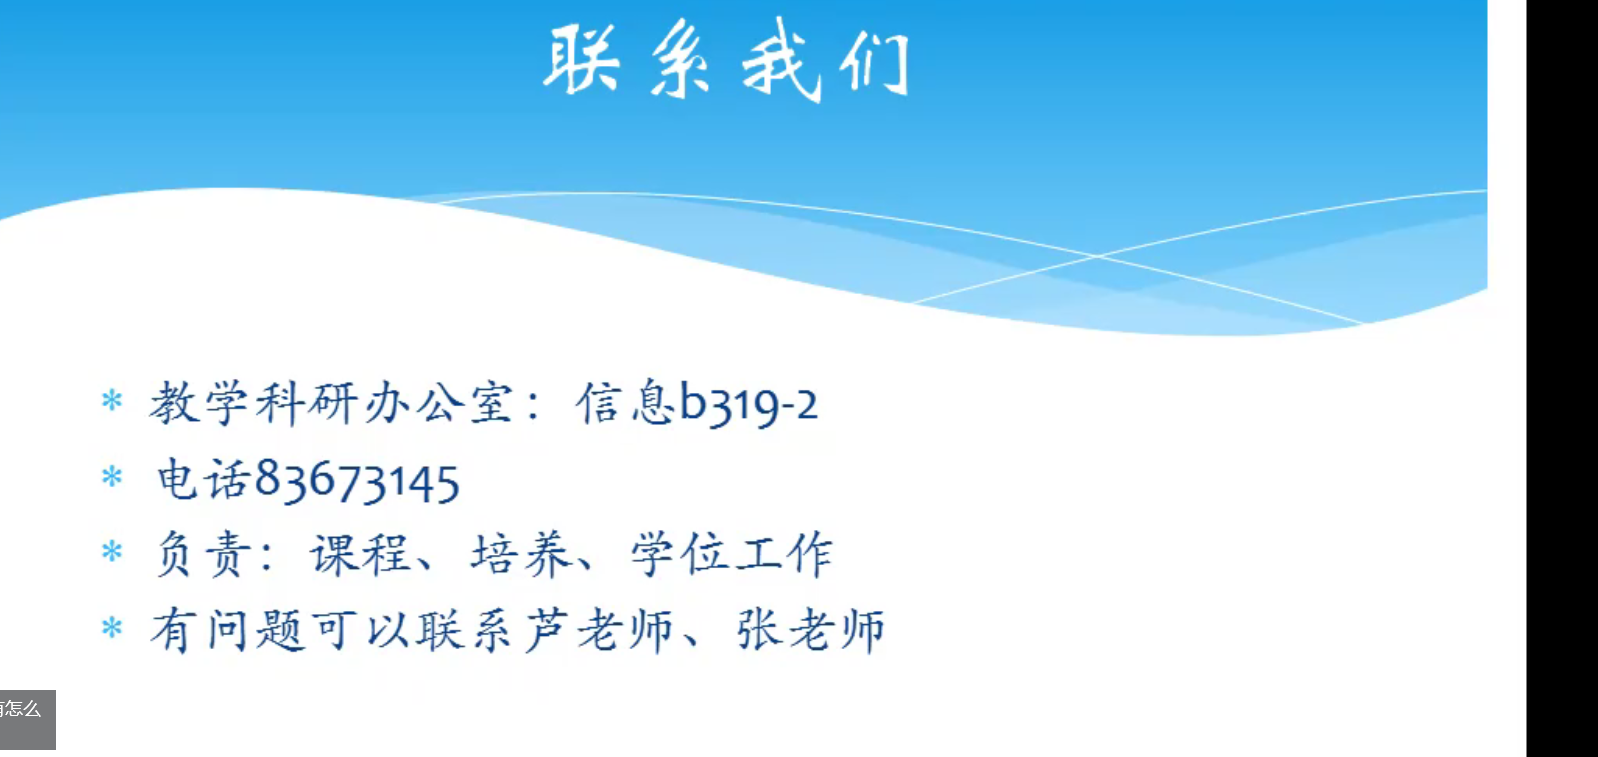 联系我们
* 教学科研办公室：信息b319-2
* 电话83673145
* 负责：课程、培养、学位工作
* 有问题可以联系芦老师、张老师
怎么